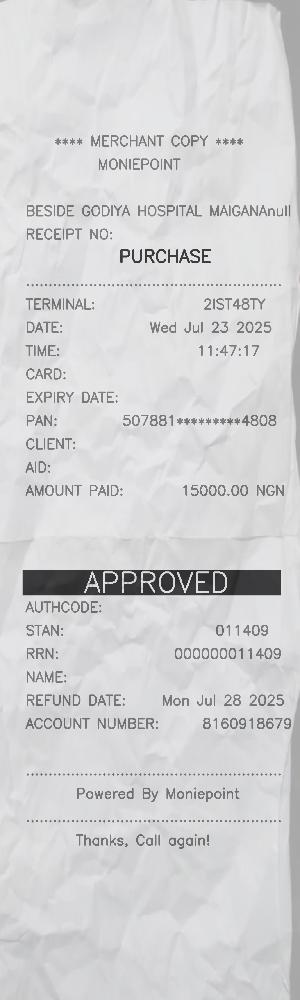 **** MERCHANT COPY ****
MONIEPOINT
BESIDE GODIYA HOSPITAL MAIGANAnull
RECEIPT NO:
PURCHASE
TERMINAL: 2IST48TY
DATE: Wed Jul 23 2025
TIME: 11:47:17
CARD:
EXPIRY DATE:
PAN: 507881*********4808
CLIENT:
AID:
AMOUNT PAID: 15000.00 NGN
APPROVED
AUTHCODE:
STAN: 011409
RRN: 000000011409
NAME:
REFUND DATE: Mon Jul 28 2025
ACCOUNT NUMBER: 8160918679
Powered By Moniepoint
Thanks, Call again!